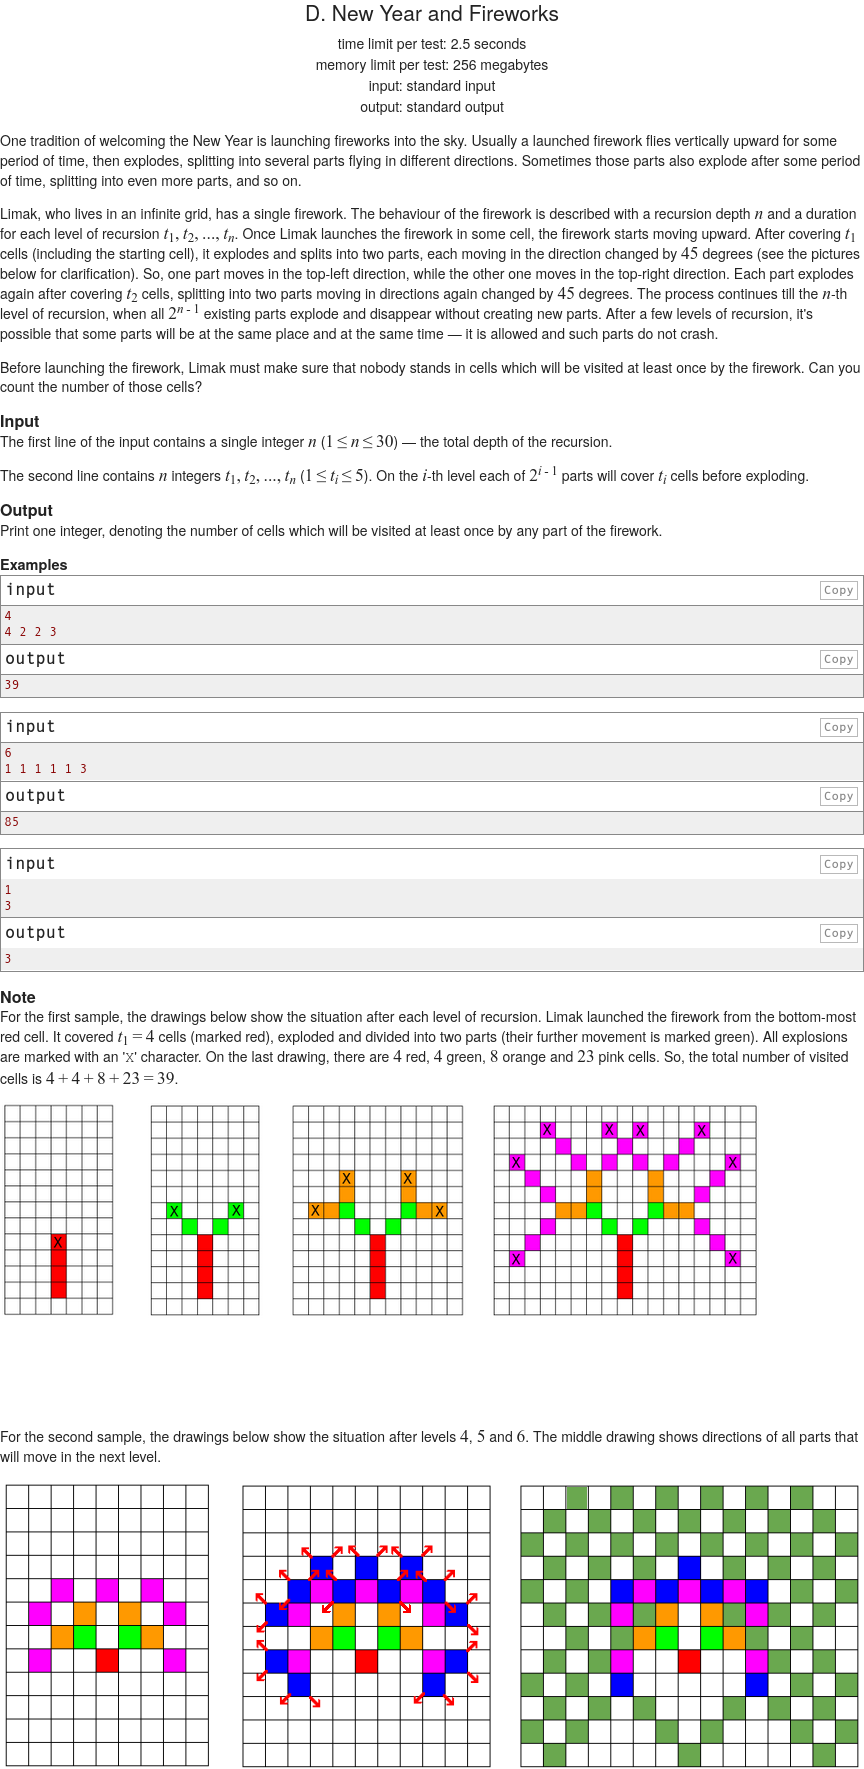 D. New Year and Fireworks
time limit per test: 2.5 seconds
memory limit per test: 256 megabytes
input: standard input
output: standard output
One tradition of welcoming the New Year is launching fireworks into the sky. Usually a launched firework flies vertically upward for some
period of time, then explodes, splitting into several parts flying in different directions. Sometimes those parts also explode after some period
of time, splitting into even more parts, and so on.
Limak, who lives in an infinite grid, has a single firework. The behaviour of the firework is described with a recursion depth n and a duration
for each level of recursion t1, t2, ..., tn. Once Limak launches the firework in some cell, the firework starts moving upward. After covering t1
cells (including the starting cell), it explodes and splits into two parts, each moving in the direction changed by 45 degrees (see the pictures
below for clarification). So, one part moves in the top-left direction, while the other one moves in the top-right direction. Each part explodes
again after covering t2 cells, splitting into two parts moving in directions again changed by 45 degrees. The process continues till the n-th
level of recursion, when all 2^(n - 1) existing parts explode and disappear without creating new parts. After a few levels of recursion, it's
possible that some parts will be at the same place and at the same time — it is allowed and such parts do not crash.
Before launching the firework, Limak must make sure that nobody stands in cells which will be visited at least once by the firework. Can you
count the number of those cells?
Input
The first line of the input contains a single integer n (1 ≤ n ≤ 30) — the total depth of the recursion.
The second line contains n integers t1, t2, ..., tn (1 ≤ ti ≤ 5). On the i-th level each of 2^(i - 1) parts will cover ti cells before exploding.
Output
Print one integer, denoting the number of cells which will be visited at least once by any part of the firework.
Examples
input Copy
4
4 2 2 3
output Copy
39
input Copy
6
1 1 1 1 1 3
output Copy
85
input Copy
1
3
output Copy
3
Note
For the first sample, the drawings below show the situation after each level of recursion. Limak launched the firework from the bottom-most
red cell. It covered t1 = 4 cells (marked red), exploded and divided into two parts (their further movement is marked green). All explosions
are marked with an 'X' character. On the last drawing, there are 4 red, 4 green, 8 orange and 23 pink cells. So, the total number of visited
cells is 4 + 4 + 8 + 23 = 39.
X X X X
X X X X
X X X X X X
X
X X
For the second sample, the drawings below show the situation after levels 4, 5 and 6. The middle drawing shows directions of all parts that
will move in the next level.